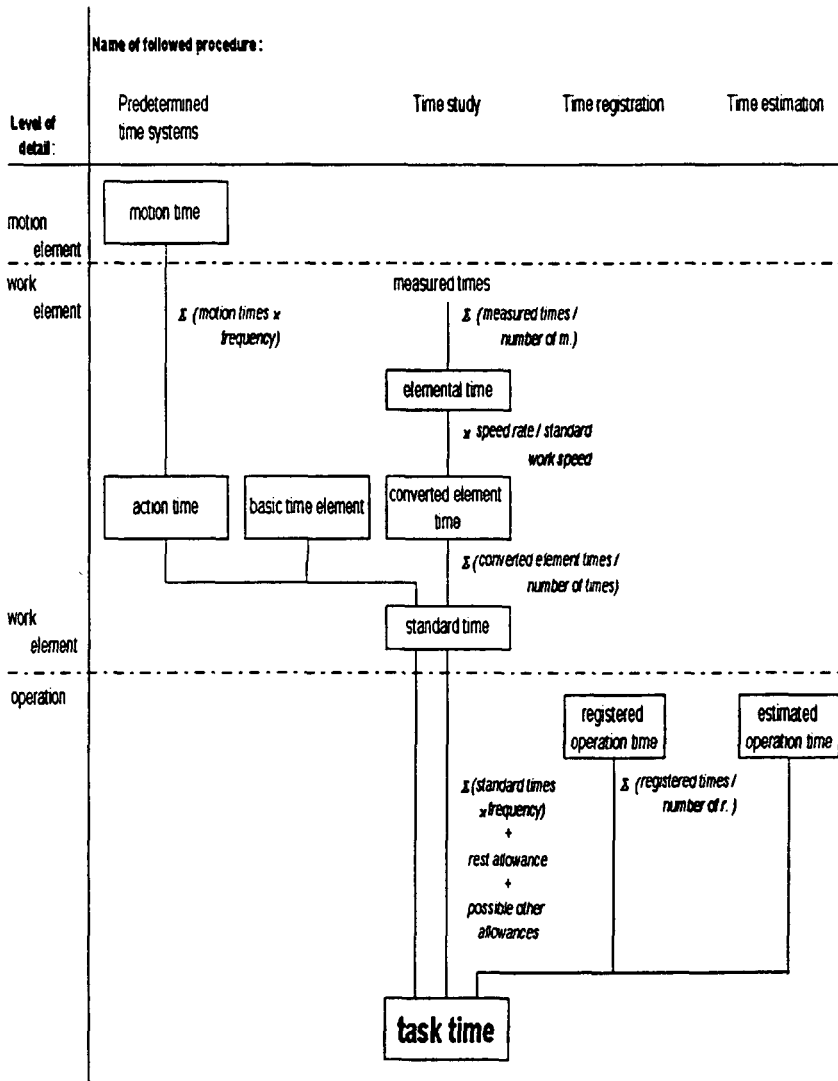 Name of followed procedure :
Level of
detail :
Predetermined
time systems
Time study
Time registration
Time estimation
motion
element
motion time
work
element
Σ (motion times x
frequency)
measured times
Σ (measured times /
number of m.)
elemental time
x speed rate / standard
work speed
action time
basic time element
converted element
time
Σ (converted element times /
number of times)
work
element
standard time
operation
registered
operation time
estimated
operation time
Σ (standard times
x frequency)
+
rest allowance
+
possible other
allowances
Σ (registered times /
number of r. )
task time